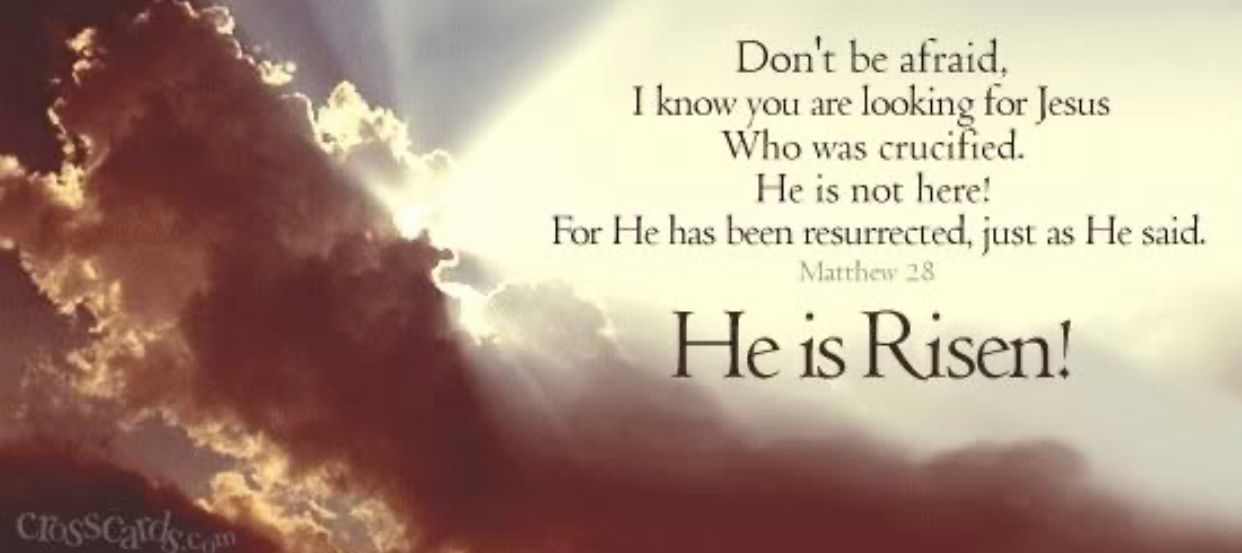 Don't be afraid,
I know you are looking for Jesus
Who was crucified.
He is not here!
For He has been resurrected, just as He said.
Matthew 28
He is Risen!
crosscards.com